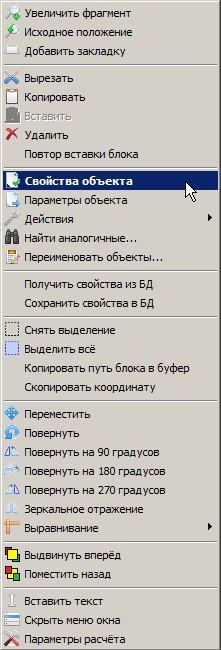 Увеличить фрагмент
Исходное положение
Добавить закладку
Вырезать
Копировать
Вставить
Удалить
Повтор вставки блока
Свойства объекта
Параметры объекта
Действия
Найти аналогичные...
Переименовать объекты...
Получить свойства из БД
Сохранить свойства в БД
Снять выделение
Выделить всё
Копировать путь блока в буфер
Скопировать координату
Переместить
Повернуть
Повернуть на 90 градусов
Повернуть на 180 градусов
Повернуть на 270 градусов
Зеркальное отражение
Выравнивание
Выдвинуть вперёд
Поместить назад
Вставить текст
Скрыть меню окна
Параметры расчёта